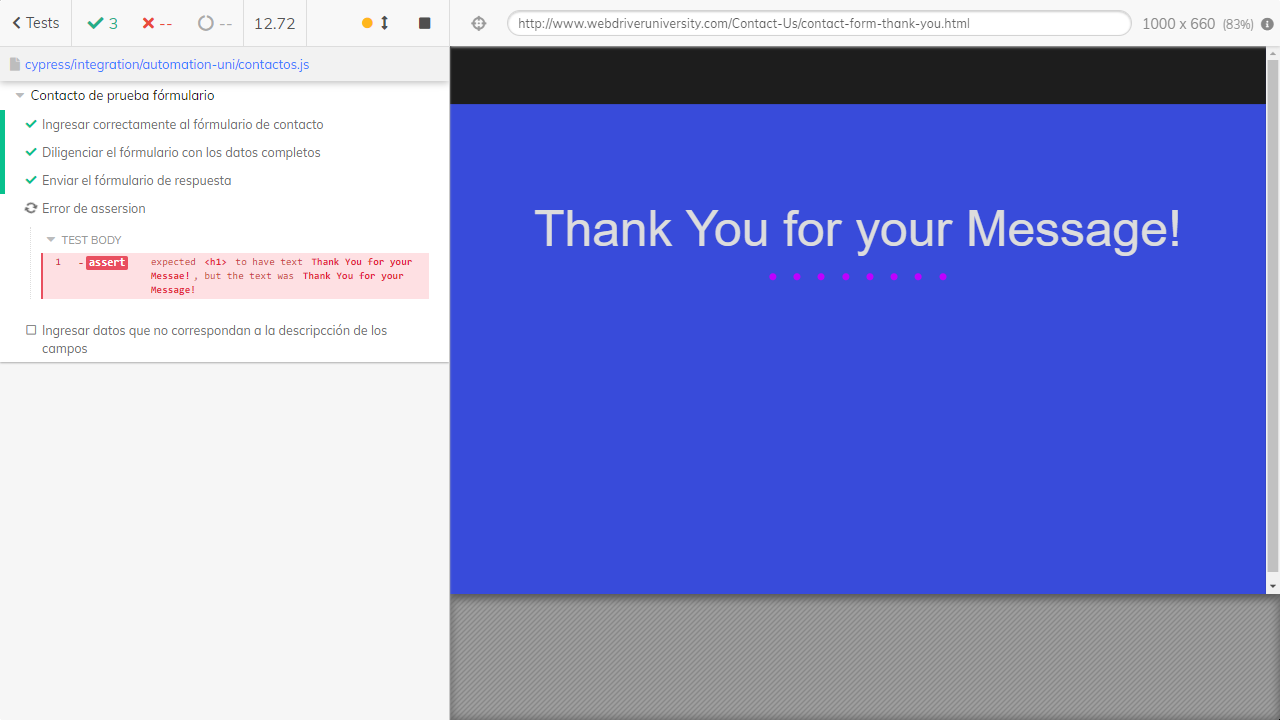 Tests 3 -- -- 12.72
http://www.webdriveruniversity.com/Contact-Us/contact-form-thank-you.html 1000 x 660 (83%)
cypress/integration/automation-uni/contactos.js
Contacto de prueba fórmulario
Ingresar correctamente al fórmulario de contacto
Diligenciar el fórmulario con los datos completos
Enviar el fórmulario de respuesta
Error de assersion
TEST BODY
1 -assert expected <h1> to have text Thank You for your
Messae!, but the text was Thank You for your
Message!
Ingresar datos que no correspondan a la descripcción de los
campos
Thank You for your Message!